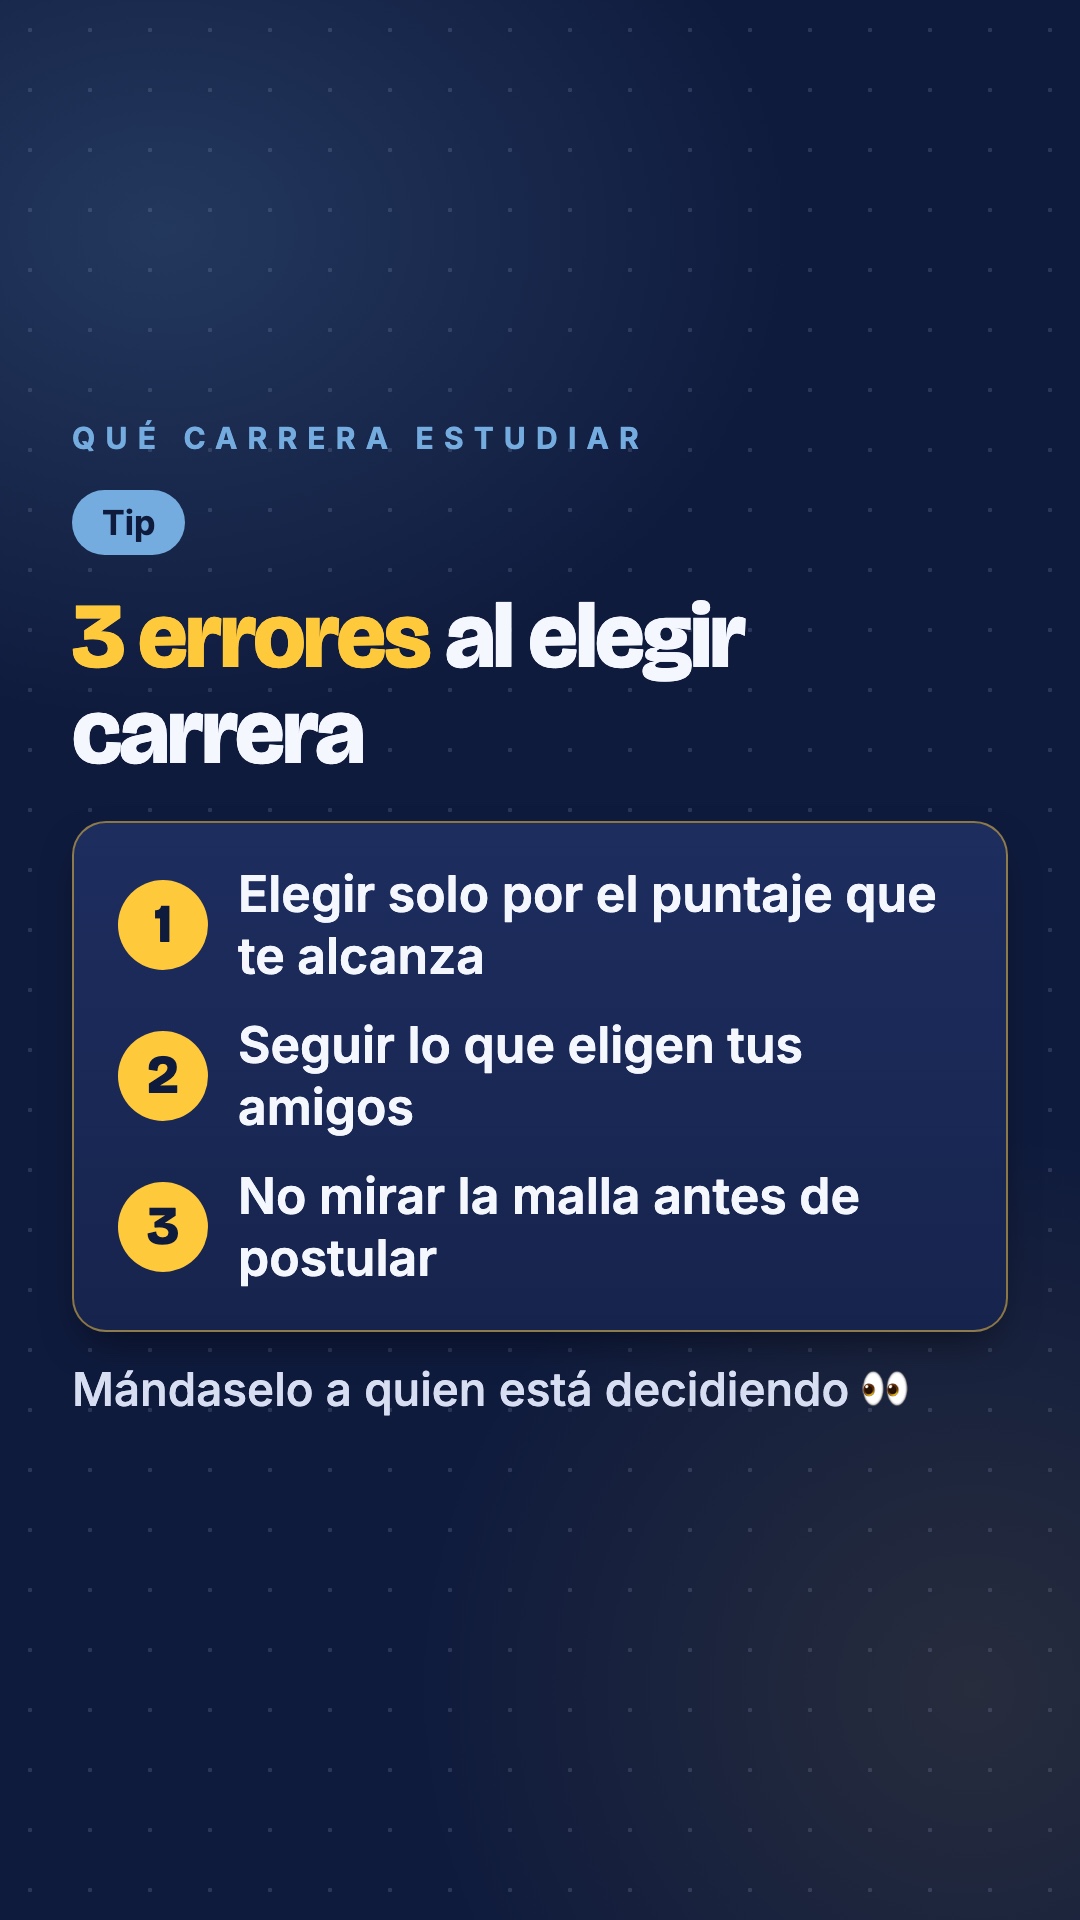 QUÉ CARRERA ESTUDIAR
Tip
3 errores al elegir
carrera
1 Elegir solo por el puntaje que
te alcanza
2 Seguir lo que eligen tus
amigos
3 No mirar la malla antes de
postular
Mándaselo a quien está decidiendo 👀